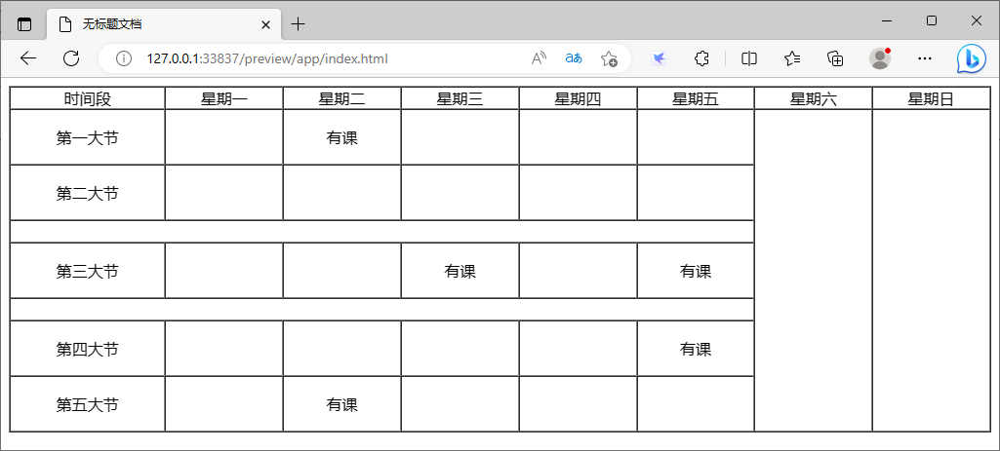 无标题文档
127.0.0.1:33837/preview/app/index.html
aあ
时间段 星期一 星期二 星期三 星期四 星期五 星期六 星期日
第一大节 有课
第二大节
第三大节 有课 有课
第四大节 有课
第五大节 有课